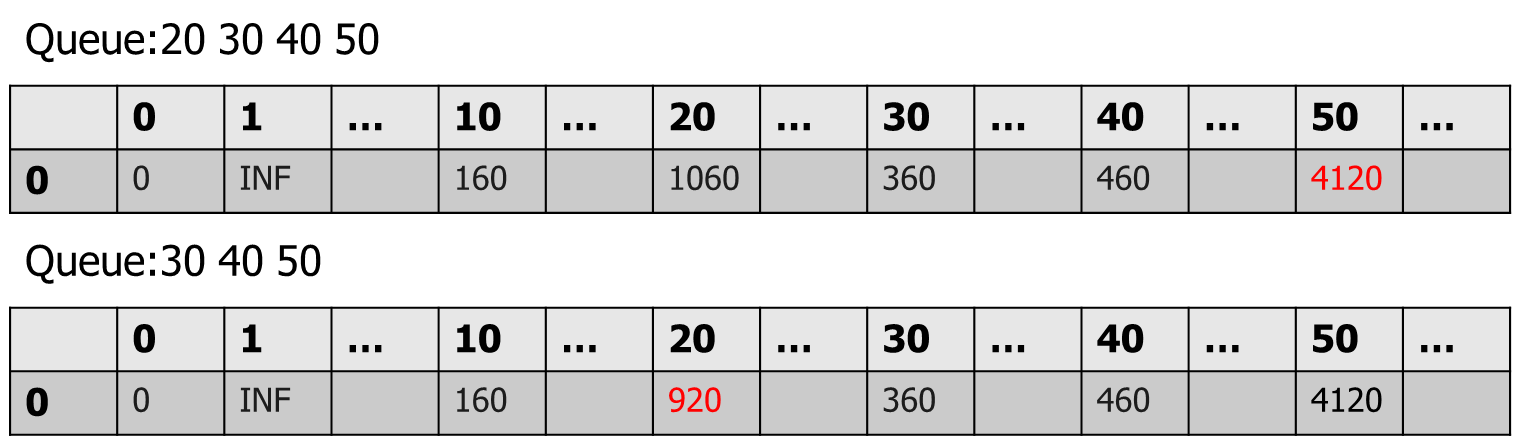 Queue:20 30 40 50
0 1 ... 10 ... 20 ... 30 ... 40 ... 50 ...
0 0 INF 160 1060 360 460 4120
Queue:30 40 50
0 1 ... 10 ... 20 ... 30 ... 40 ... 50 ...
0 0 INF 160 920 360 460 4120